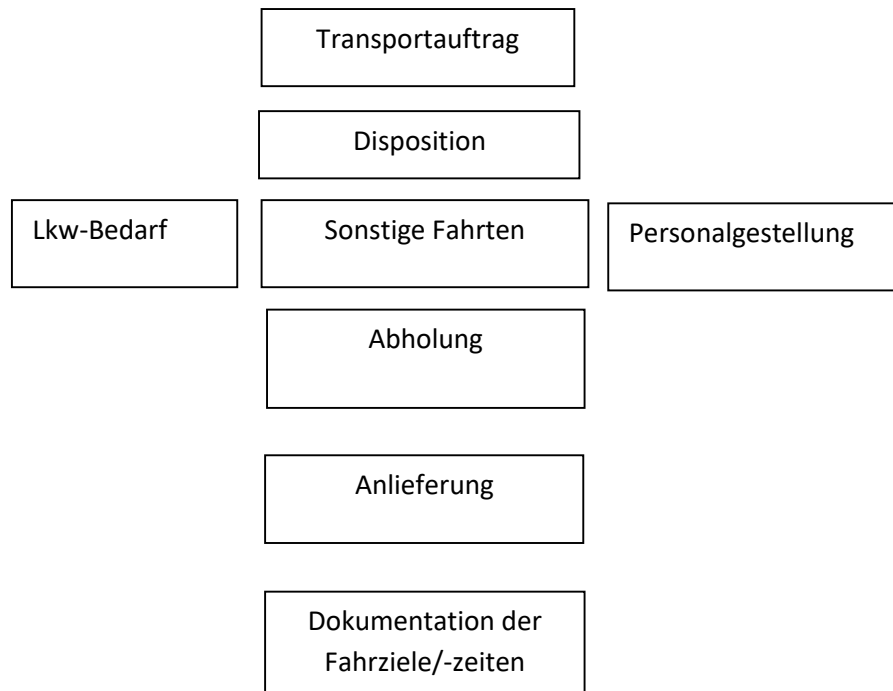 Transportauftrag
Disposition
Lkw-Bedarf
Sonstige Fahrten
Personalgestellung
Abholung
Anlieferung
Dokumentation der
Fahrziele/-zeiten